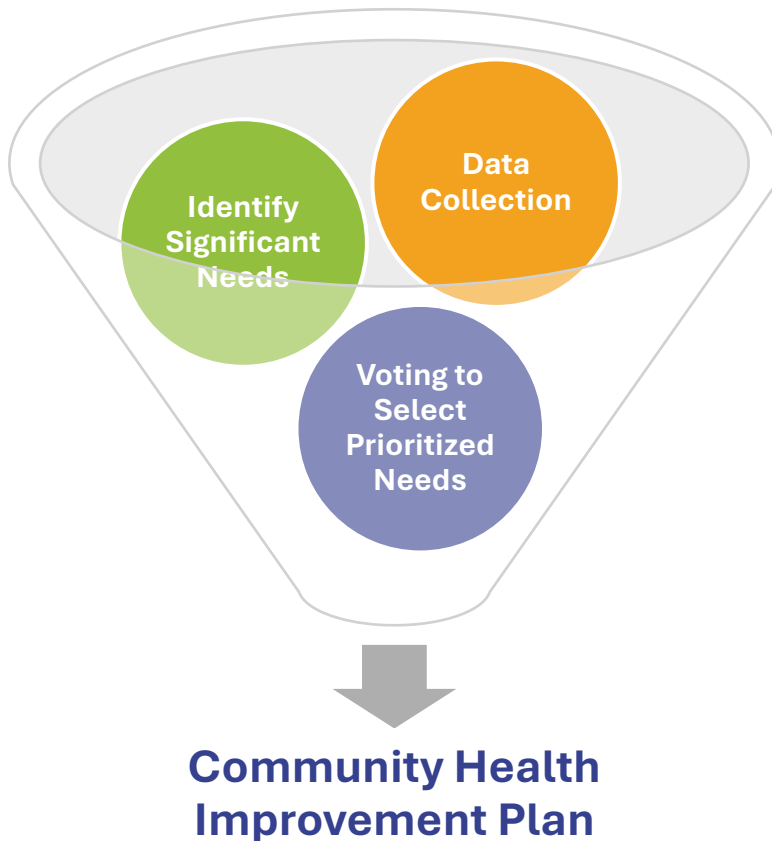 Data
Collection
Identify
Significant
Needs
Voting to
Select
Prioritized
Needs
Community Health
Improvement Plan